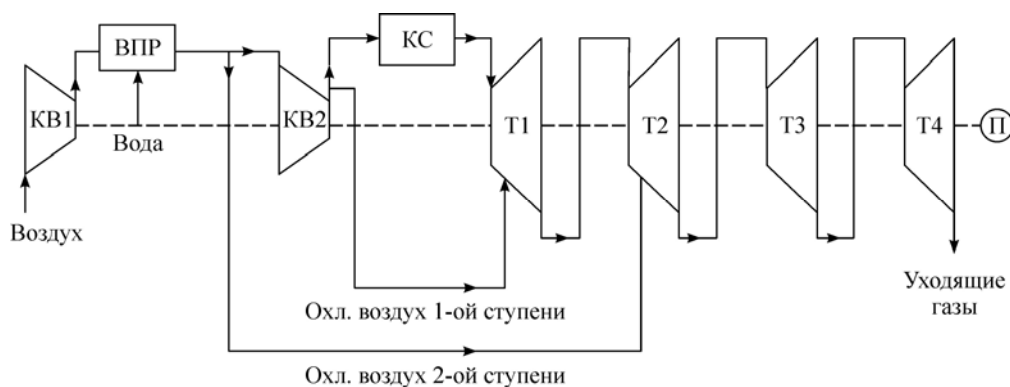 ВПР
КС
КВ1
КВ2
Т1
Т2
Т3
Т4
П
Вода
Воздух
Уходящие
газы
Охл. воздух 1-ой ступени
Охл. воздух 2-ой ступени